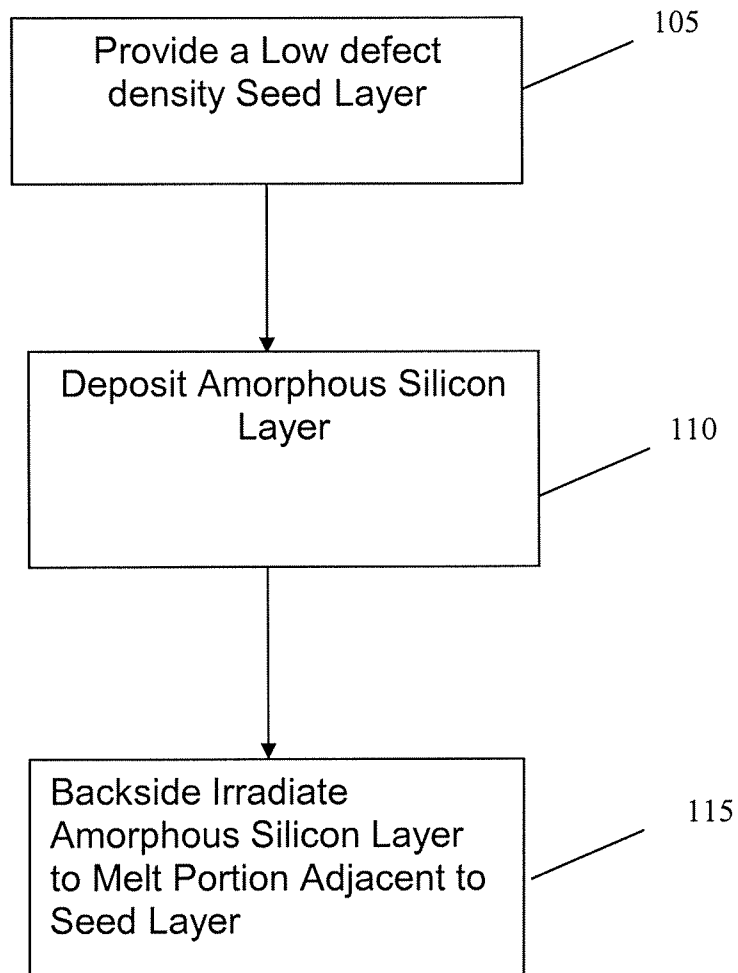 Provide a Low defect
density Seed Layer
105
Deposit Amorphous Silicon
Layer
110
Backside Irradiate
Amorphous Silicon Layer
to Melt Portion Adjacent to
Seed Layer
115